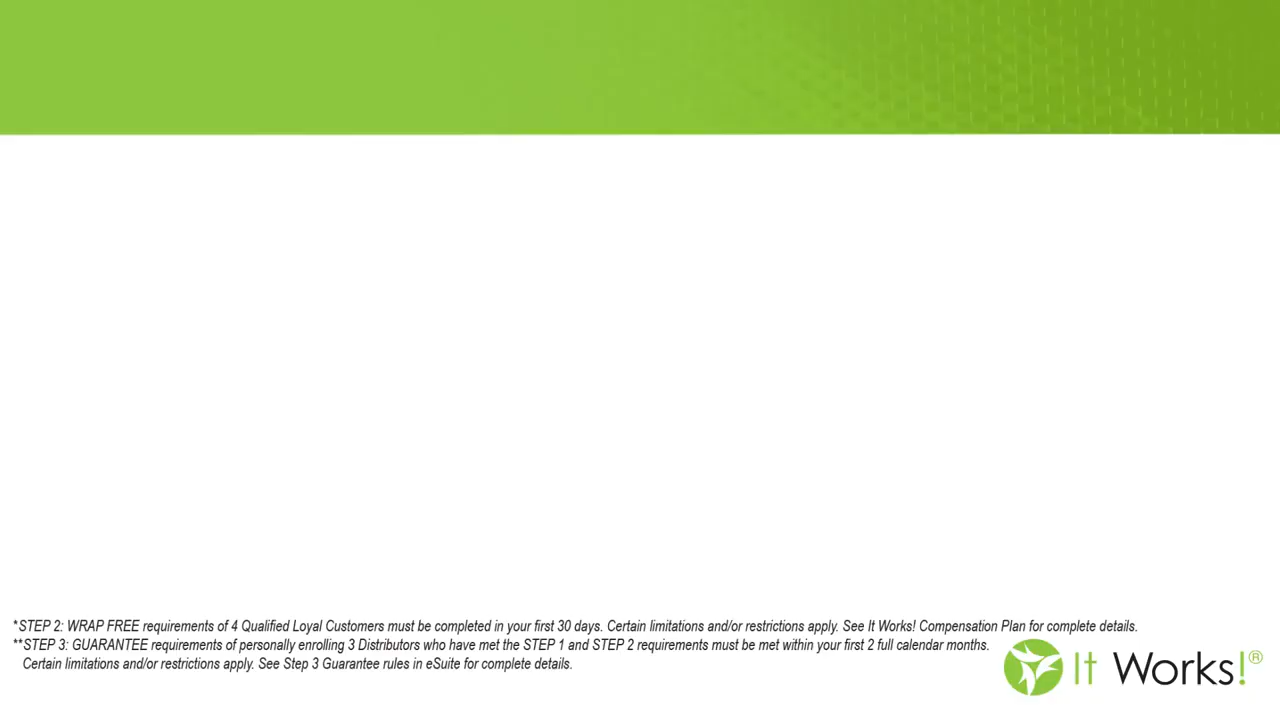 *STEP 2: WRAP FREE requirements of 4 Qualified Loyal Customers must be completed in your first 30 days. Certain limitations and/or restrictions apply. See It Works! Compensation Plan for complete details.
**STEP 3: GUARANTEE requirements of personally enrolling 3 Distributors who have met the STEP 1 and STEP 2 requirements must be met within your first 2 full calendar months.
Certain limitations and/or restrictions apply. See Step 3 Guarantee rules in eSuite for complete details.
It Works!®